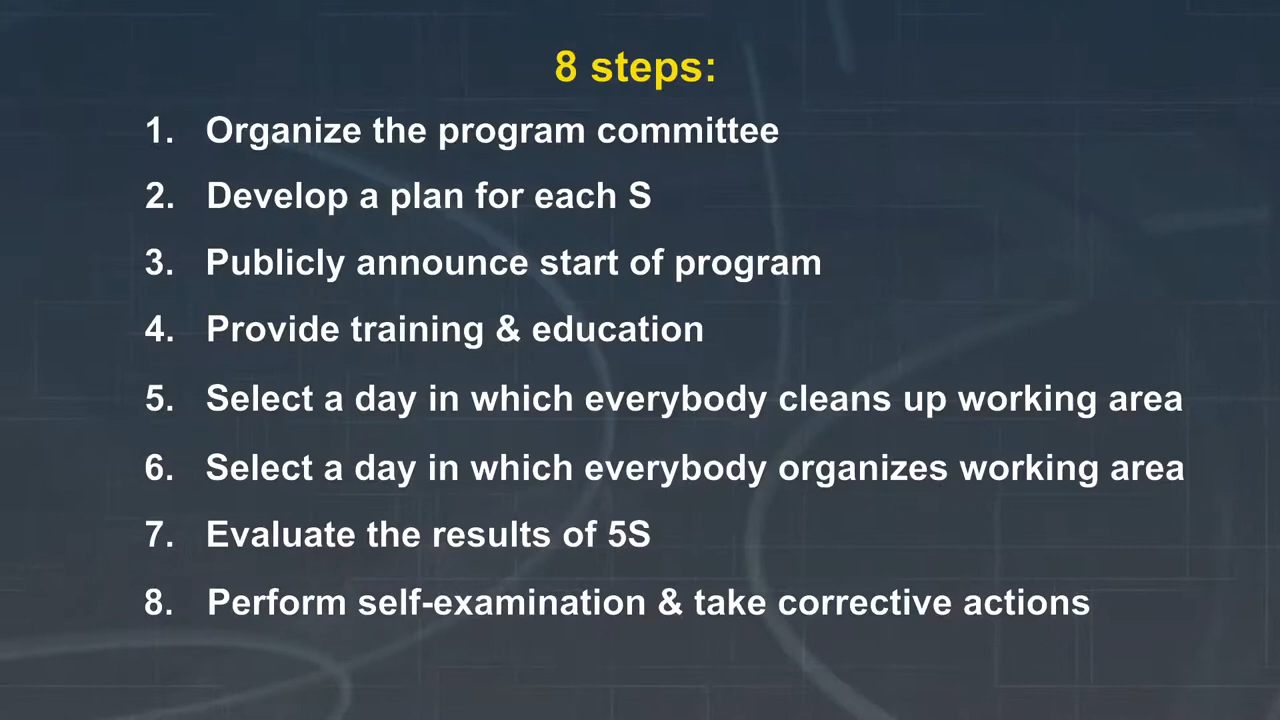 8 steps:
1. Organize the program committee
2. Develop a plan for each S
3. Publicly announce start of program
4. Provide training & education
5. Select a day in which everybody cleans up working area
6. Select a day in which everybody organizes working area
7. Evaluate the results of 5S
8. Perform self-examination & take corrective actions